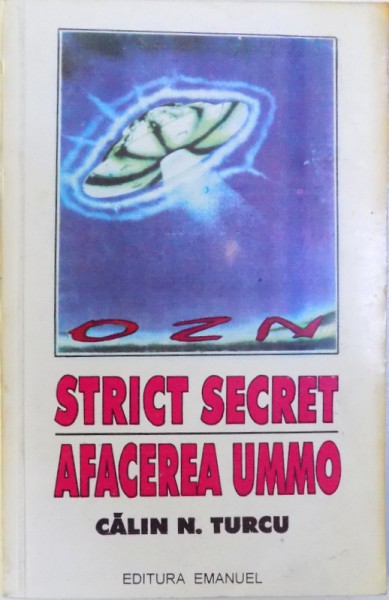 OZN
STRICT SECRET
AFACEREA UMMO
CĂLIN N. TURCU
EDITURA EMANUEL